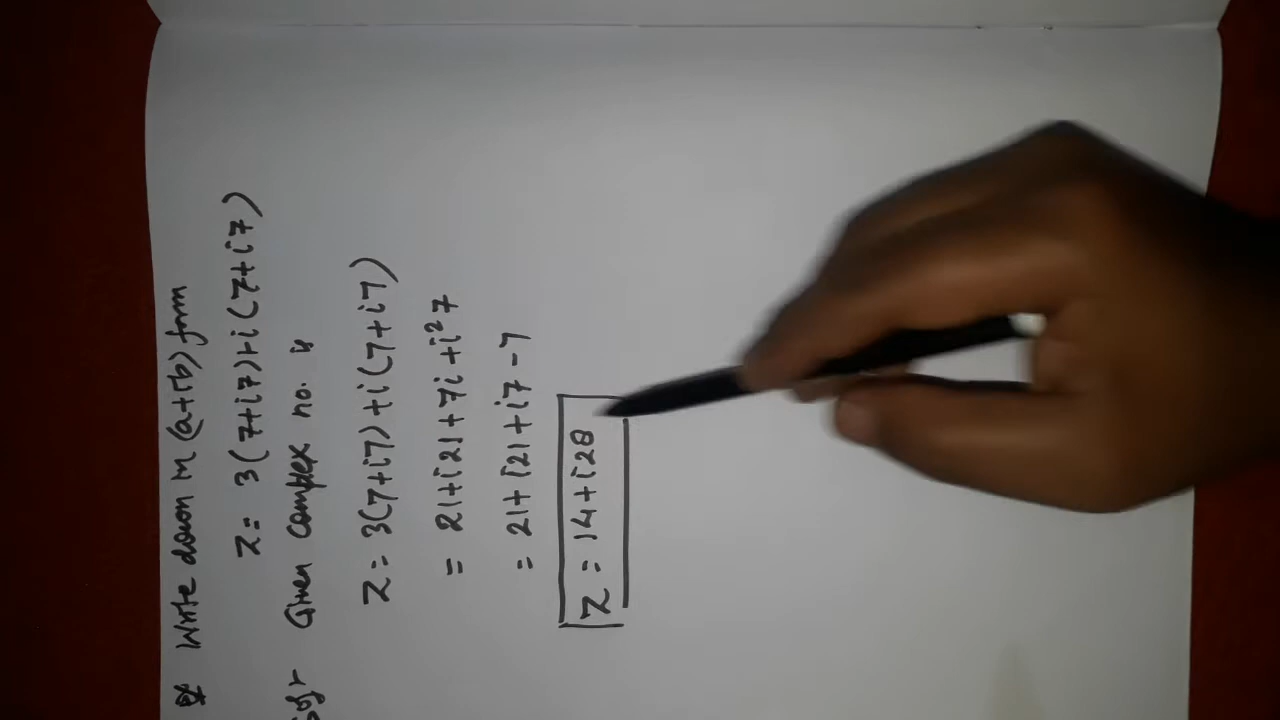 Q Write down in (a+ib) form
Z = 3(7+i7)+i(7+i7)
Solr Given complex no. is
Z = 3(7+i7)+i(7+i7)
= 21+i21+7i+i²7
= 21+i21+i7-7
Z = 14+i28